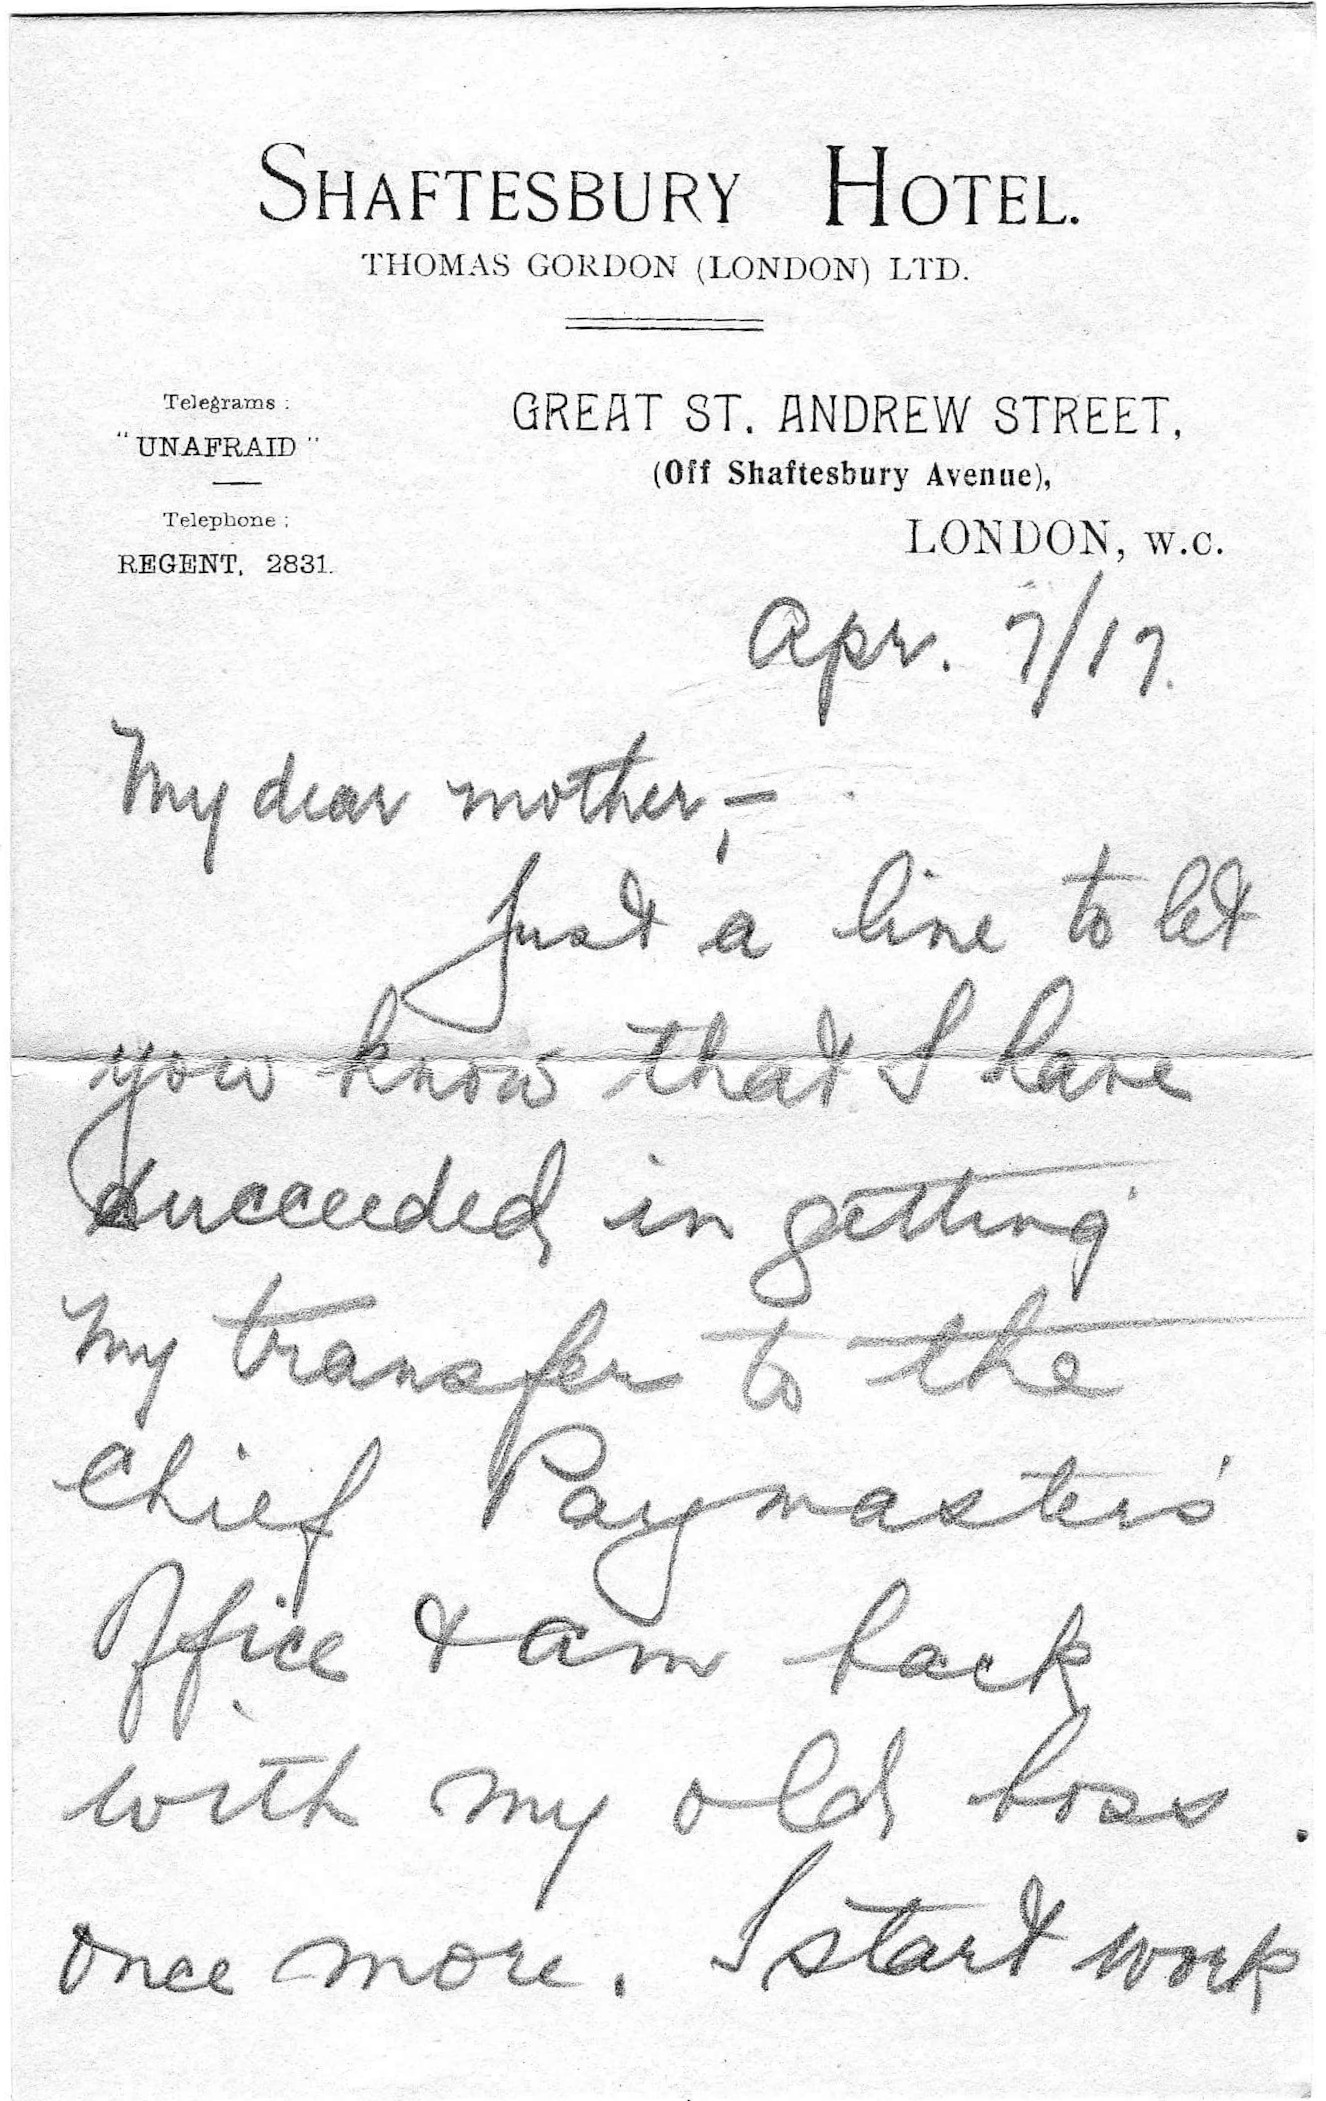 SHAFTESBURY HOTEL.
THOMAS GORDON (LONDON) LTD.
Telegrams :
"UNAFRAID"
Telephone :
REGENT, 2831.
GREAT ST. ANDREW STREET,
(Off Shaftesbury Avenue),
LONDON, W.C.
Apr. 7/17.
My dear mother,-
Just a line to let
you know that I have
succeeded in getting
my transfer to the
Chief Paymaster's
Office & am back
with my old boss
once more. I start work